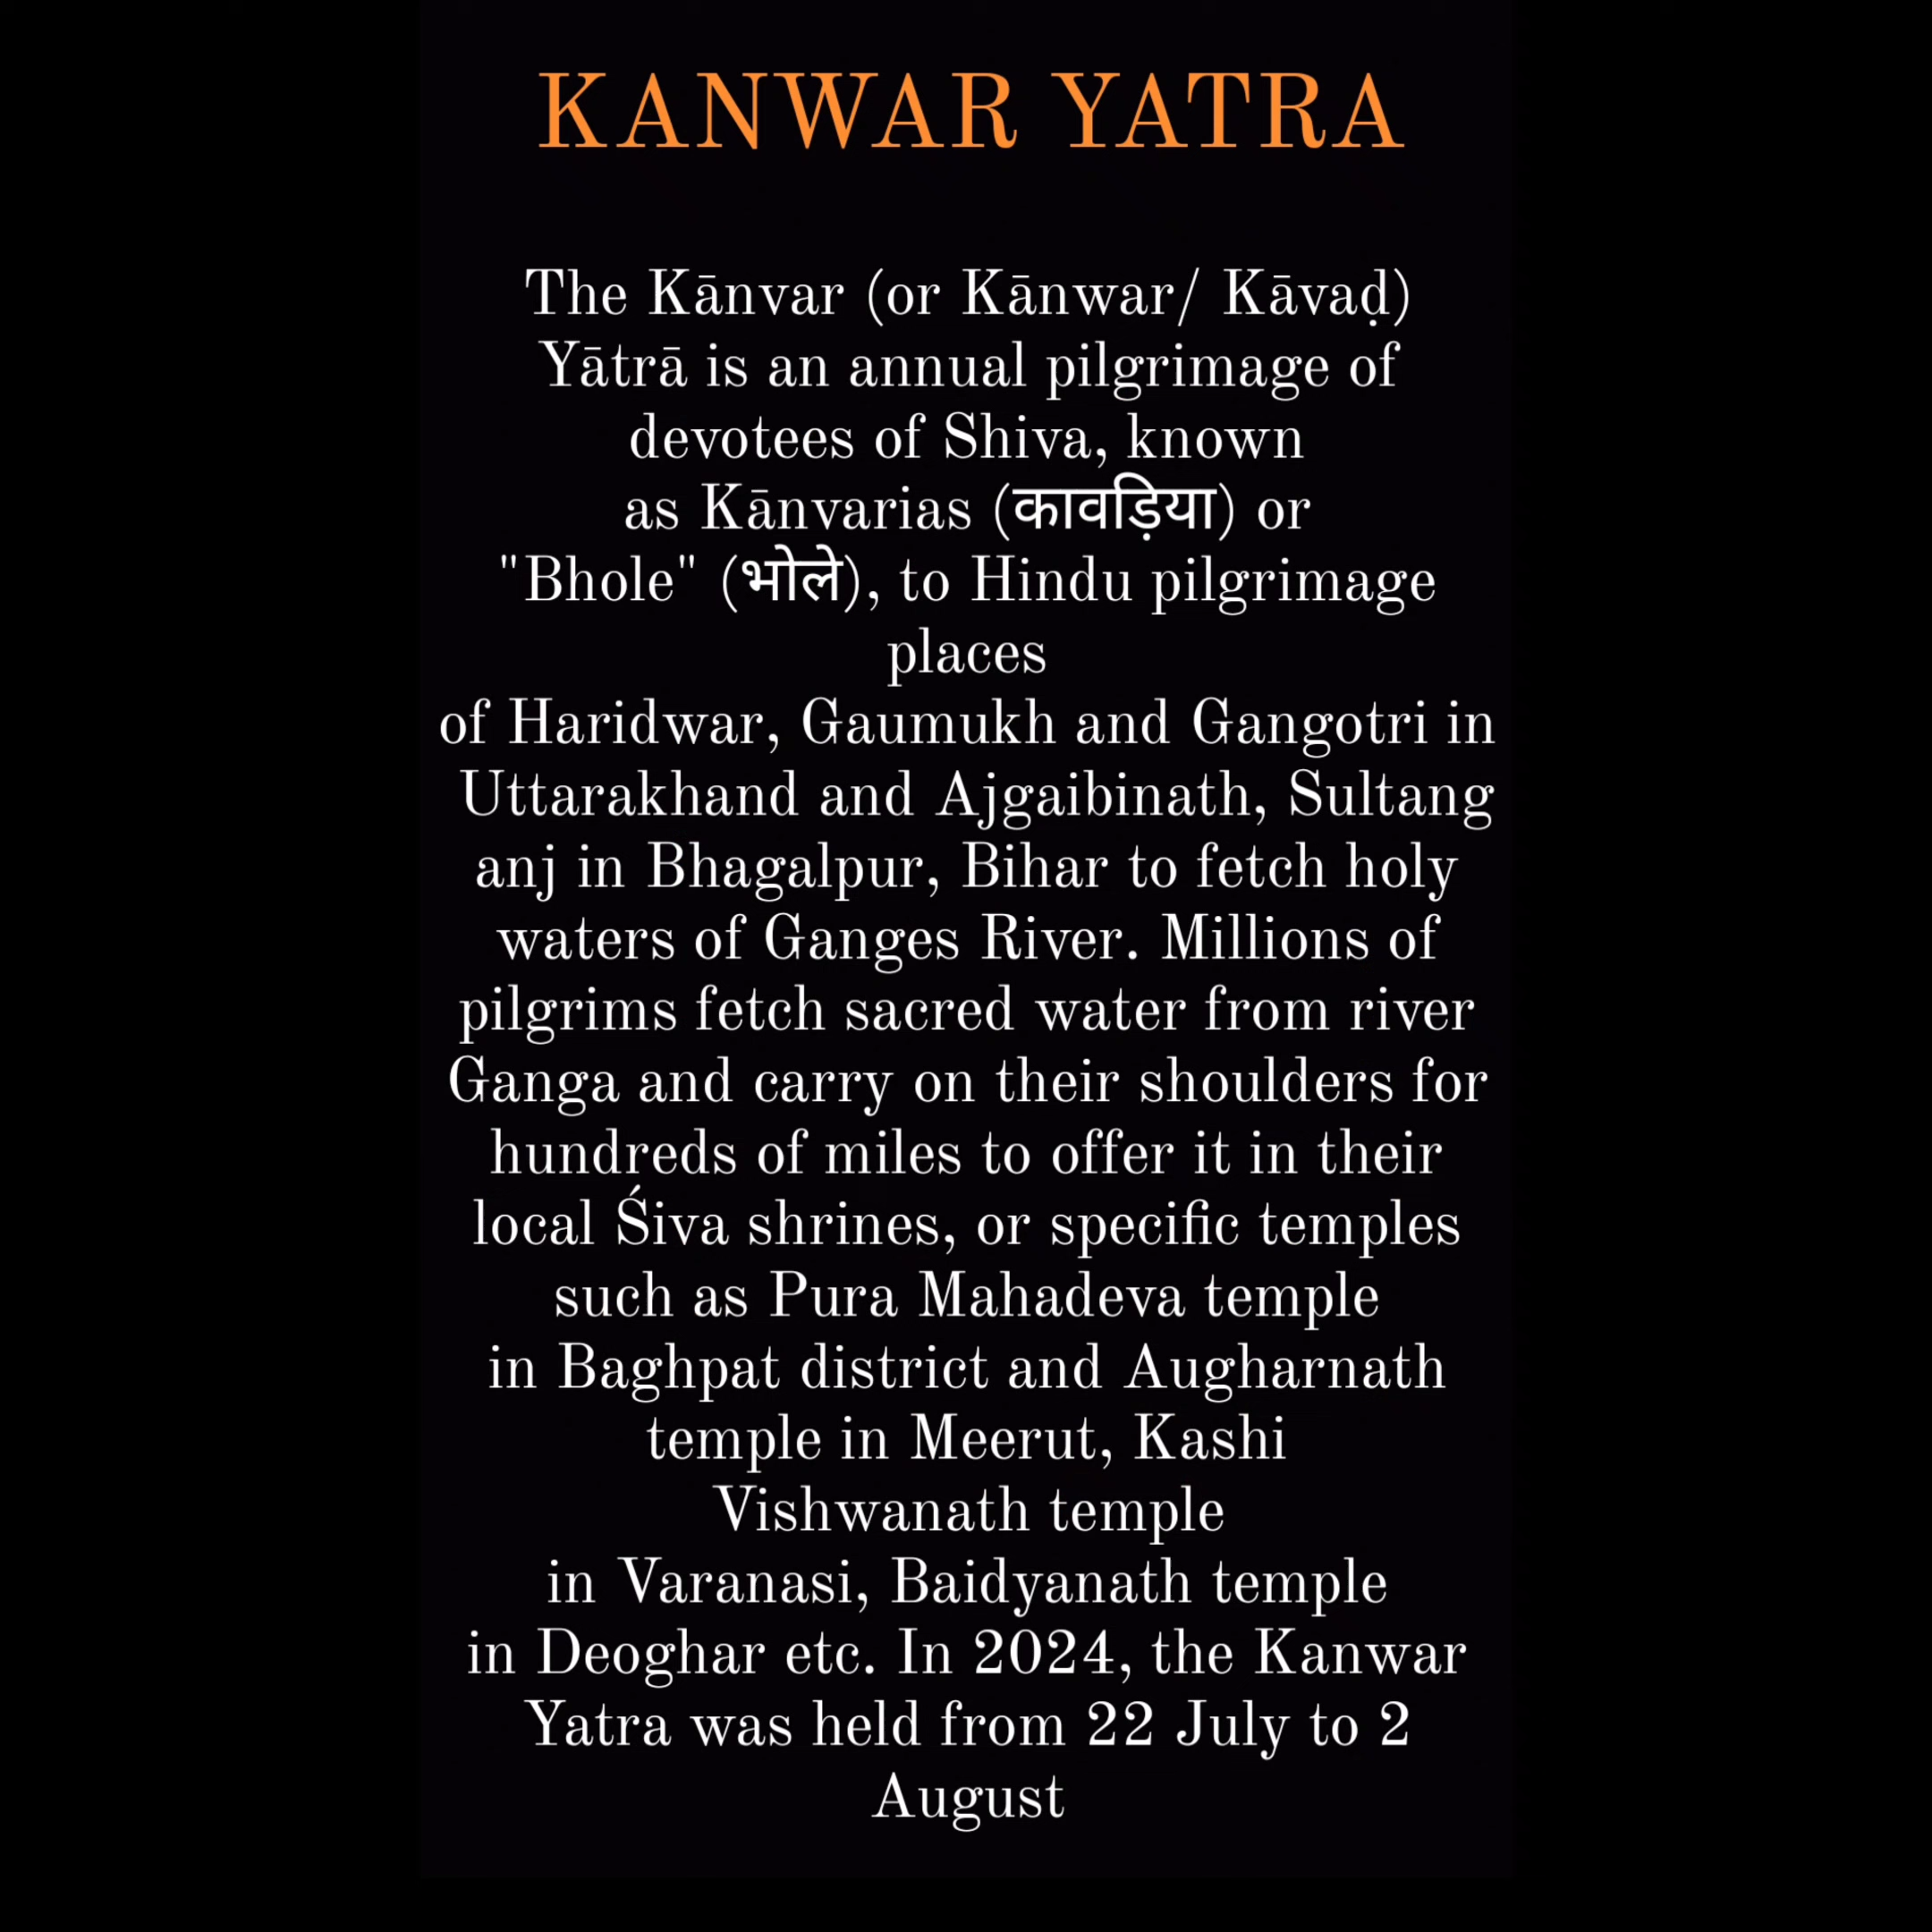 KANWAR YATRA
The Kānvar (or Kānwar/ Kāvaḍ)
Yātrā is an annual pilgrimage of
devotees of Shiva, known
as Kānvarias (कावड़िया) or
"Bhole" (भोले), to Hindu pilgrimage
places
of Haridwar, Gaumukh and Gangotri in
Uttarakhand and Ajgaibinath, Sultang
anj in Bhagalpur, Bihar to fetch holy
waters of Ganges River. Millions of
pilgrims fetch sacred water from river
Ganga and carry on their shoulders for
hundreds of miles to offer it in their
local Śiva shrines, or specific temples
such as Pura Mahadeva temple
in Baghpat district and Augharnath
temple in Meerut, Kashi
Vishwanath temple
in Varanasi, Baidyanath temple
in Deoghar etc. In 2024, the Kanwar
Yatra was held from 22 July to 2
August